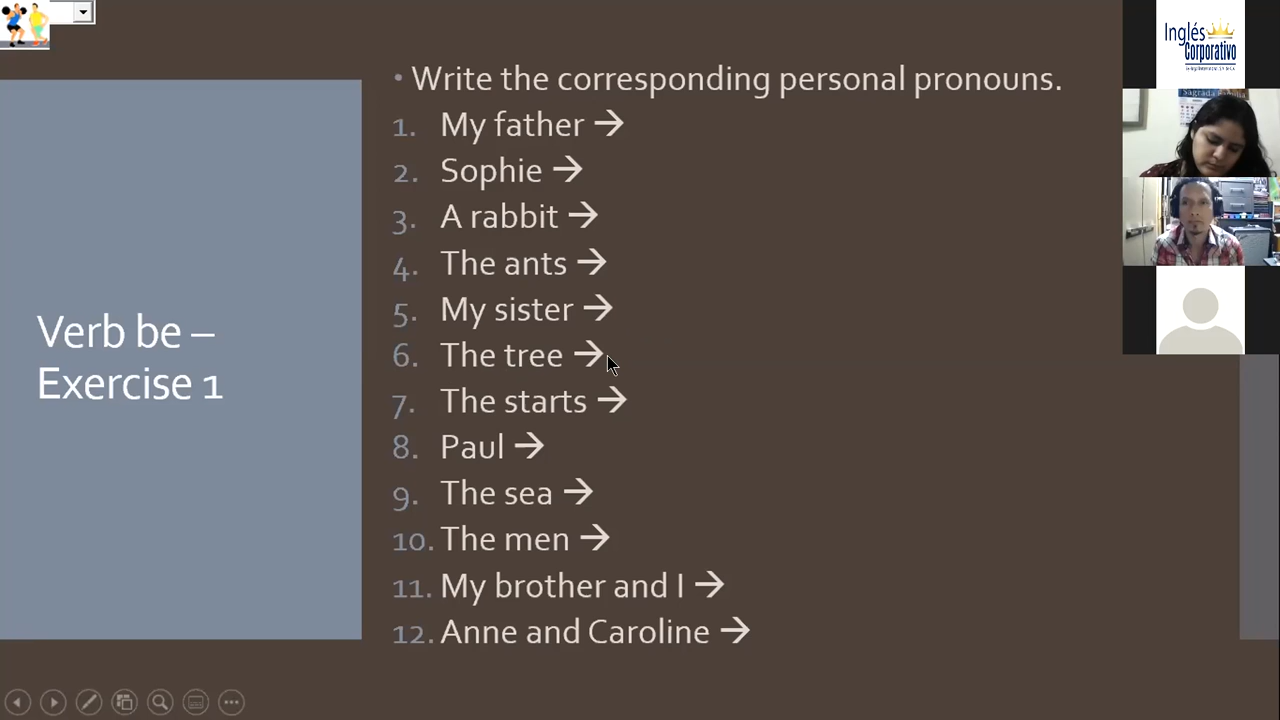 Write the corresponding personal pronouns.
1. My father →
2. Sophie →
3. A rabbit →
4. The ants →
5. My sister →
6. The tree →
7. The starts →
8. Paul →
9. The sea →
10. The men →
11. My brother and I →
12. Anne and Caroline →
Verb be –
Exercise 1
Inglés
Corporativo
Sagrada Familia